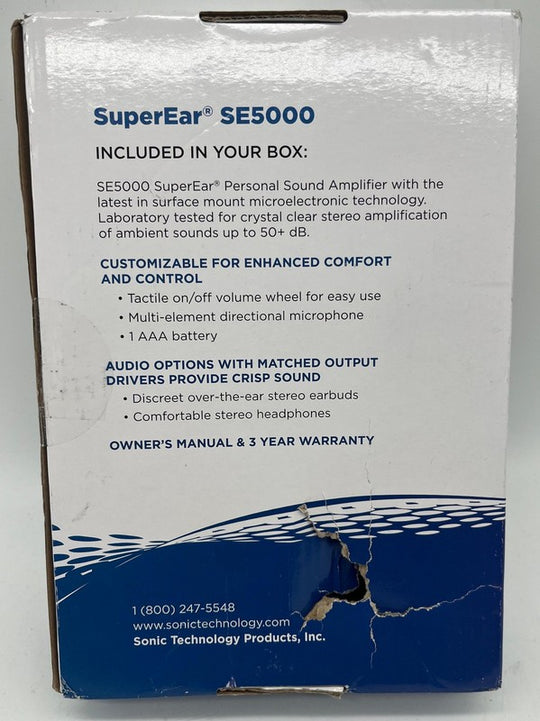 SuperEar® SE5000
INCLUDED IN YOUR BOX:
SE5000 SuperEar® Personal Sound Amplifier with the
latest in surface mount microelectronic technology.
Laboratory tested for crystal clear stereo amplification
of ambient sounds up to 50+ dB.
CUSTOMIZABLE FOR ENHANCED COMFORT
AND CONTROL
• Tactile on/off volume wheel for easy use
• Multi-element directional microphone
• 1 AAA battery
AUDIO OPTIONS WITH MATCHED OUTPUT
DRIVERS PROVIDE CRISP SOUND
• Discreet over-the-ear stereo earbuds
• Comfortable stereo headphones
OWNER'S MANUAL & 3 YEAR WARRANTY
1 (800) 247-5548
www.sonictechnology.com
Sonic Technology Products, Inc.